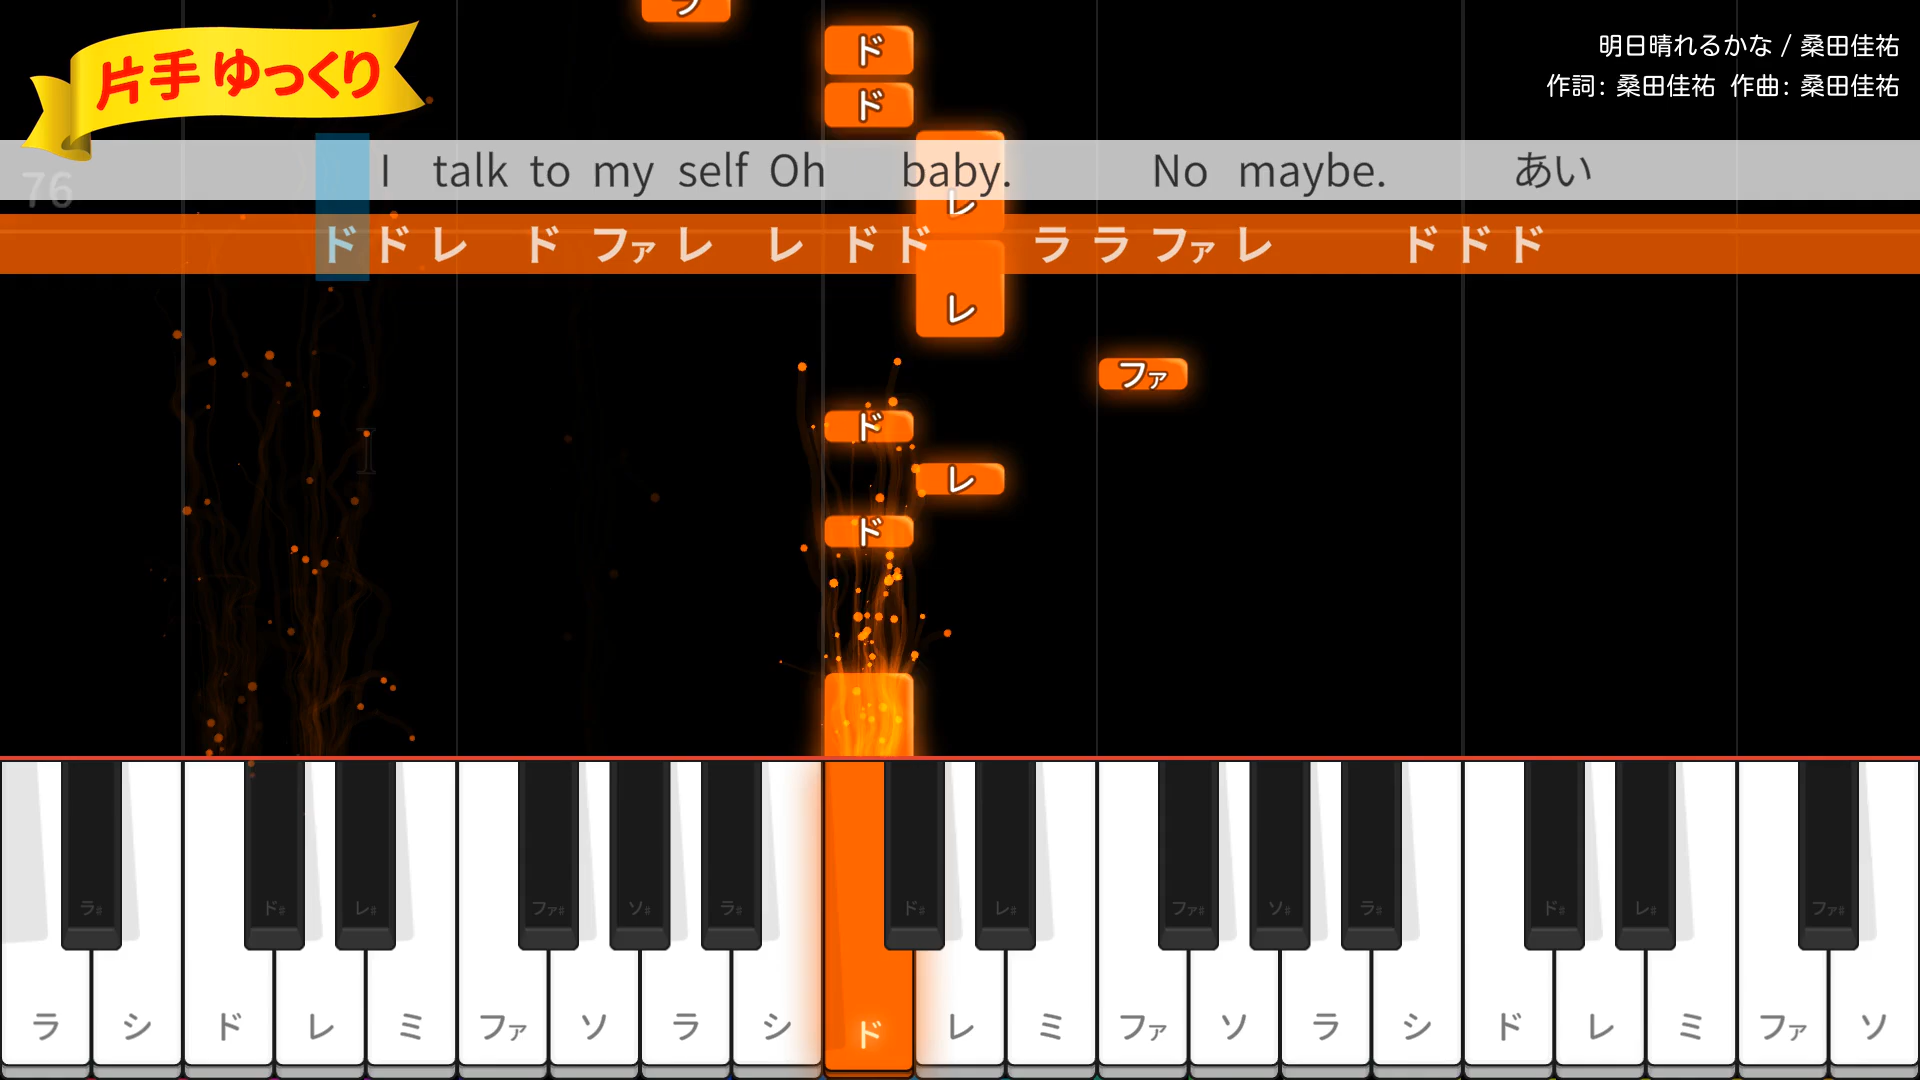 片手 ゆっくり
明日晴れるかな / 桑田佳祐
作詞: 桑田佳祐 作曲: 桑田佳祐
ド
ド
I talk to my self Oh baby. No maybe. あい
76
レ
ド ド レ ド ファ レ レ ド ド ラ ラ ファ レ ド ド ド
レ
ファ
ド
レ
ド
ラ# ド# レ# ファ# ソ# ラ# ド# レ# ファ# ソ# ラ# ド# レ# ファ#
ラ シ ド レ ミ ファ ソ ラ シ ド レ ミ ファ ソ ラ シ ド レ ミ ファ ソ